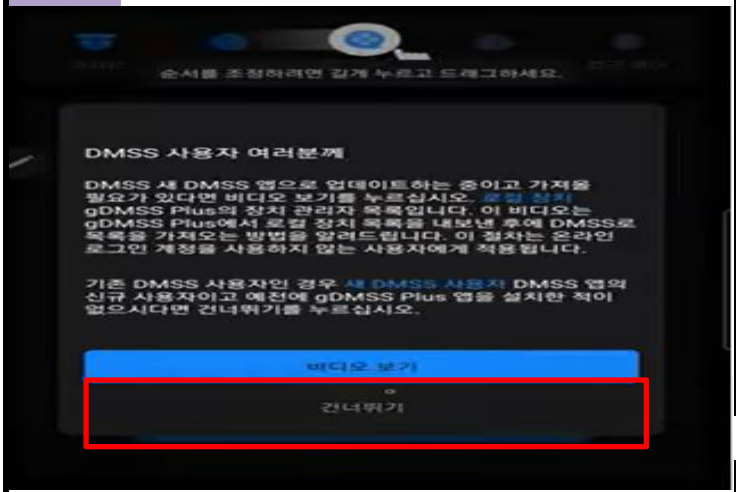 순서를 조정하려면 길게 누르고 드래그하세요.
DMSS 사용자 여러분께
DMSS 새 DMSS 앱으로 업데이트하는 중이고 가져올
필요가 있다면 비디오 보기를 누르십시오. 로컬 장치
gDMSS Plus의 장치 관리자 목록입니다. 이 비디오는
gDMSS Plus에서 로컬 장치 목록을 내보낸 후에 DMSS로
목록을 가져오는 방법을 알려드립니다. 이 절차는 온라인
로그인 계정을 사용하지 않는 사용자에게 적용됩니다.
기존 DMSS 사용자인 경우 새 DMSS 사용자 DMSS 앱의
신규 사용자이고 예전에 gDMSS Plus 앱을 설치한 적이
없으시다면 건너뛰기를 누르십시오.
비디오 보기
건너뛰기